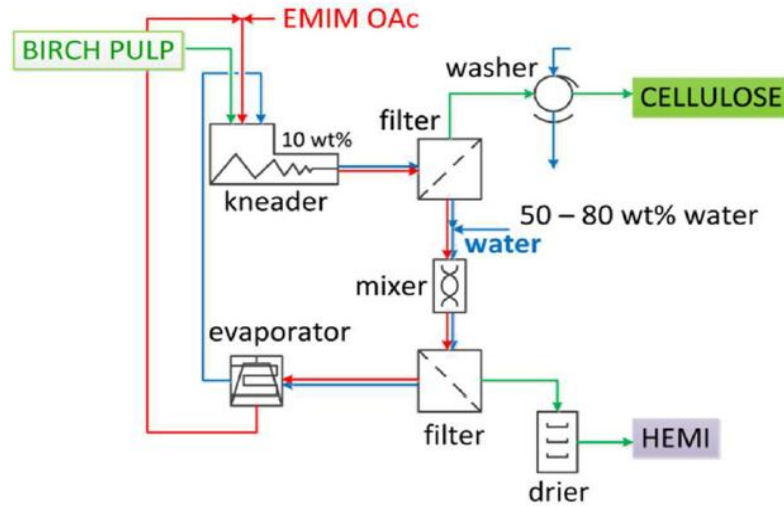 EMIM OAc
BIRCH PULP
washer
CELLULOSE
filter
10 wt%
kneader
50 – 80 wt% water
water
mixer
evaporator
filter
HEMI
drier